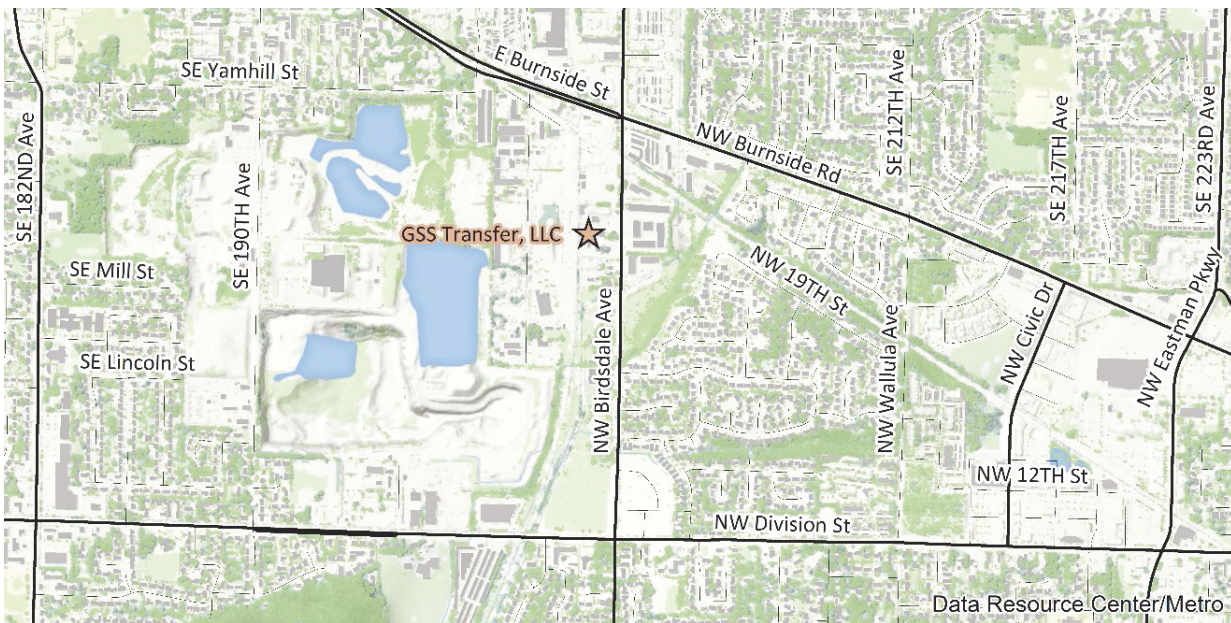 E Burnside St
SE Yamhill St
SE 182ND Ave
SE 190TH Ave
SE 212TH Ave
SE 217TH Ave
SE 223RD Ave
NW Burnside Rd
GSS Transfer, LLC
SE Mill St
NW 19TH St
SE Lincoln St
NW Birdsdale Ave
NW Wallula Ave
NW Civic Dr
NW Eastman Pkwy
NW 12TH St
NW Division St
Data Resource Center/Metro